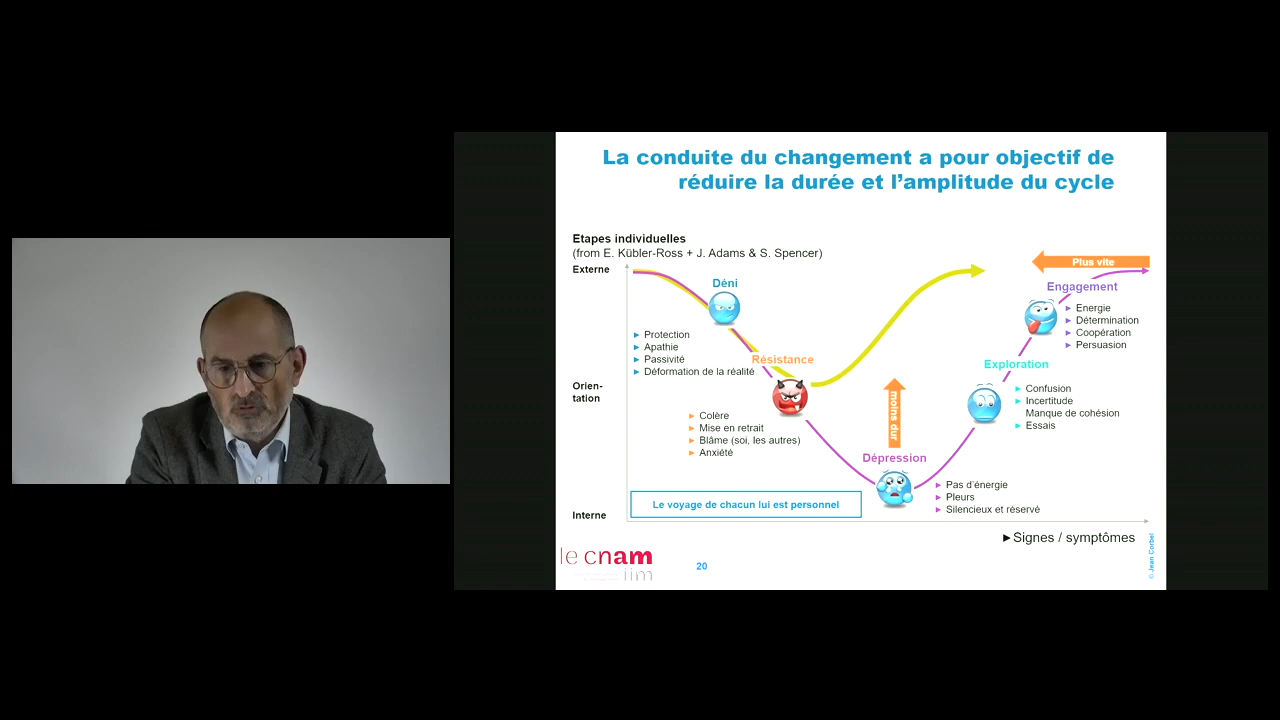 La conduite du changement a pour objectif de
réduire la durée et l'amplitude du cycle
Etapes individuelles
(from E. Kübler-Ross + J. Adams & S. Spencer)
Externe
Plus vite
Déni
Engagement
► Energie
► Détermination
► Coopération
► Persuasion
► Protection
► Apathie
► Passivité
► Déformation de la réalité
Résistance
Exploration
Orien-
tation
► Confusion
► Incertitude
Manque de cohésion
► Essais
moins dur
► Colère
► Mise en retrait
► Blâme (soi, les autres)
► Anxiété
Dépression
► Pas d'énergie
► Pleurs
► Silencieux et réservé
Le voyage de chacun lui est personnel
Interne
►Signes / symptômes
le cnam
iim
20
© Jean Corbel